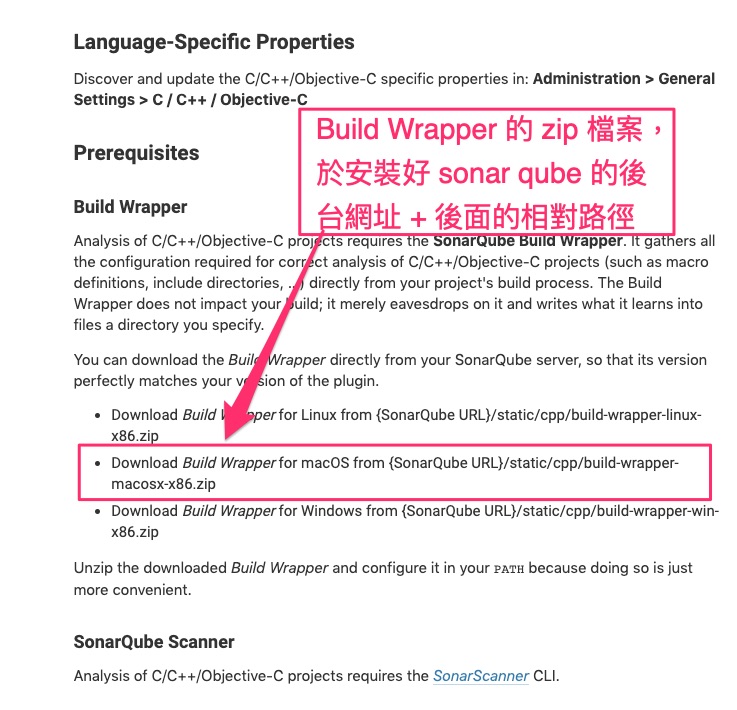 Language-Specific Properties
Discover and update the C/C++/Objective-C specific properties in: Administration > General
Settings > C / C++ / Objective-C
Build Wrapper 的 zip 檔案，
於安裝好 sonar qube 的後
台網址 + 後面的相對路徑
Prerequisites
Build Wrapper
Analysis of C/C++/Objective-C projects requires the SonarQube Build Wrapper. It gathers all
the configuration required for correct analysis of C/C++/Objective-C projects (such as macro
definitions, include directories, …) directly from your project's build process. The Build
Wrapper does not impact your build; it merely eavesdrops on it and writes what it learns into
files a directory you specify.
You can download the Build Wrapper directly from your SonarQube server, so that its version
perfectly matches your version of the plugin.
• Download Build Wrapper for Linux from {SonarQube URL}/static/cpp/build-wrapper-linux-
x86.zip
• Download Build Wrapper for macOS from {SonarQube URL}/static/cpp/build-wrapper-
macosx-x86.zip
• Download Build Wrapper for Windows from {SonarQube URL}/static/cpp/build-wrapper-win-
x86.zip
Unzip the downloaded Build Wrapper and configure it in your PATH because doing so is just
more convenient.
SonarQube Scanner
Analysis of C/C++/Objective-C projects requires the SonarScanner CLI.